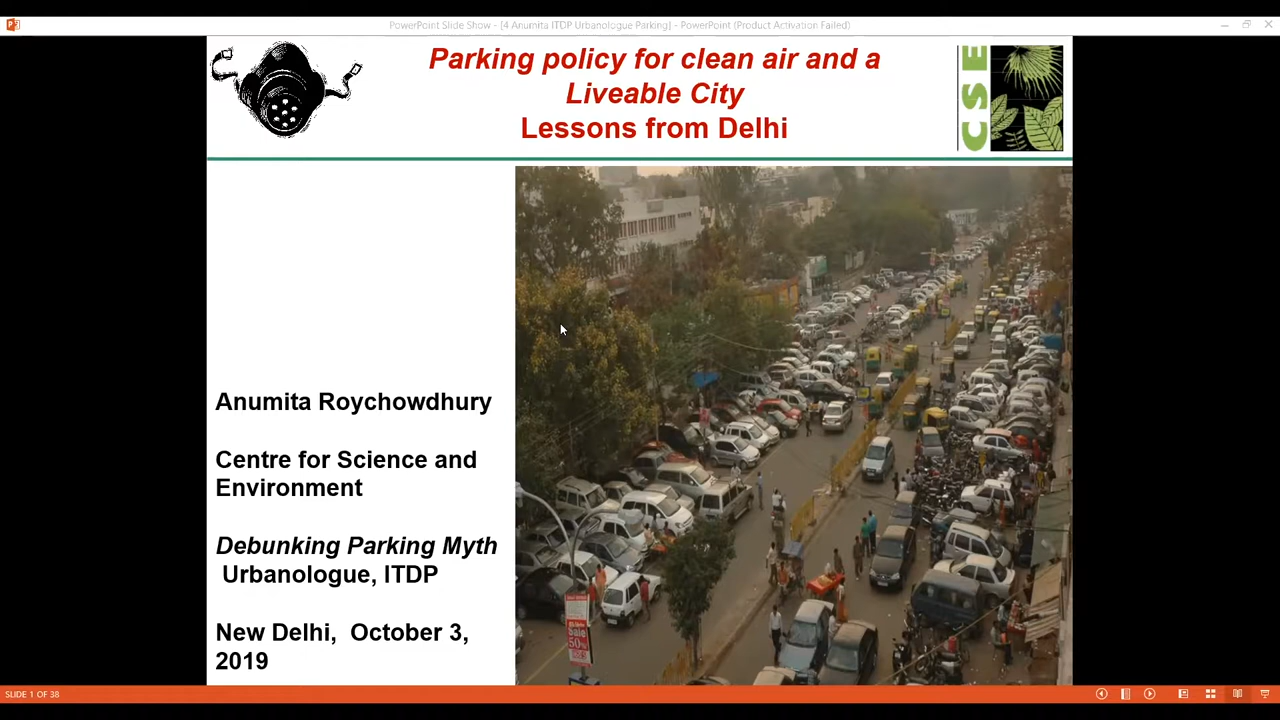 PowerPoint Slide Show - [4 Anumita ITDP Urbanologue Parking] - PowerPoint (Product Activation Failed)
Parking policy for clean air and a
Liveable City
Lessons from Delhi
CSE
Anumita Roychowdhury
Centre for Science and
Environment
Debunking Parking Myth
Urbanologue, ITDP
New Delhi, October 3,
2019
Sale
50%
SLIDE 1 OF 38